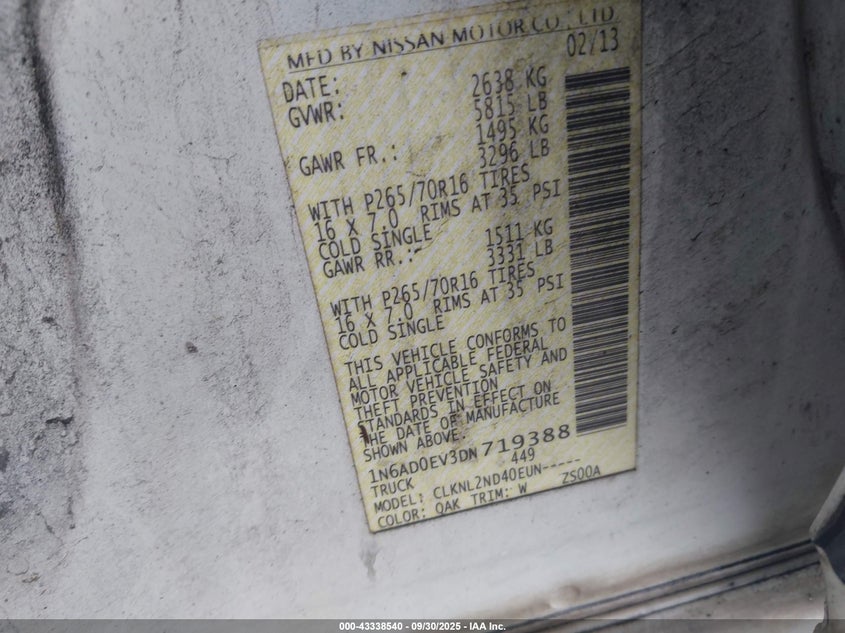 MFD BY NISSAN MOTOR CO., LTD.
DATE: 02/13
GVWR: 2638 KG
5815 LB
GAWR FR.: 1495 KG
3296 LB
WITH P265/70R16 TIRES
16 X 7.0 RIMS AT 35 PSI
COLD SINGLE
GAWR RR.: 1511 KG
3331 LB
WITH P265/70R16 TIRES
16 X 7.0 RIMS AT 35 PSI
COLD SINGLE
THIS VEHICLE CONFORMS TO
ALL APPLICABLE FEDERAL
MOTOR VEHICLE SAFETY AND
THEFT PREVENTION
STANDARDS IN EFFECT ON
THE DATE OF MANUFACTURE
SHOWN ABOVE.
1N6AD0EV3DN719388
TRUCK 449
MODEL: CLKNL2ND40EUN-----
COLOR: QAK TRIM: W ZS00A
000-43338540 - 09/30/2025 - IAA Inc.